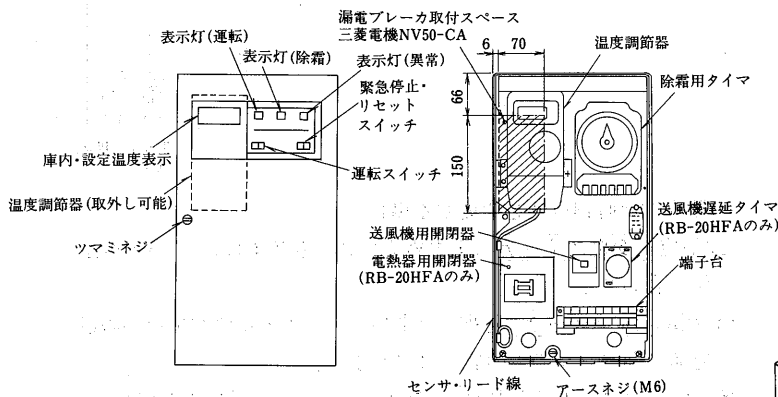 漏電ブレーカ取付スペース
三菱電機NV50-CA
表示灯(運転)
表示灯(除霜)
表示灯(異常)
緊急停止・
リセット
スイッチ
庫内・設定温度表示
運転スイッチ
温度調節器(取外し可能)
ツマミネジ
6
70
66
150
温度調節器
除霜用タイマ
送風機用開閉器
電熱器用開閉器
(RB-20HFAのみ)
送風機遅延タイマ
(RB-20HFAのみ)
端子台
センサ・リード線
アースネジ(M6)